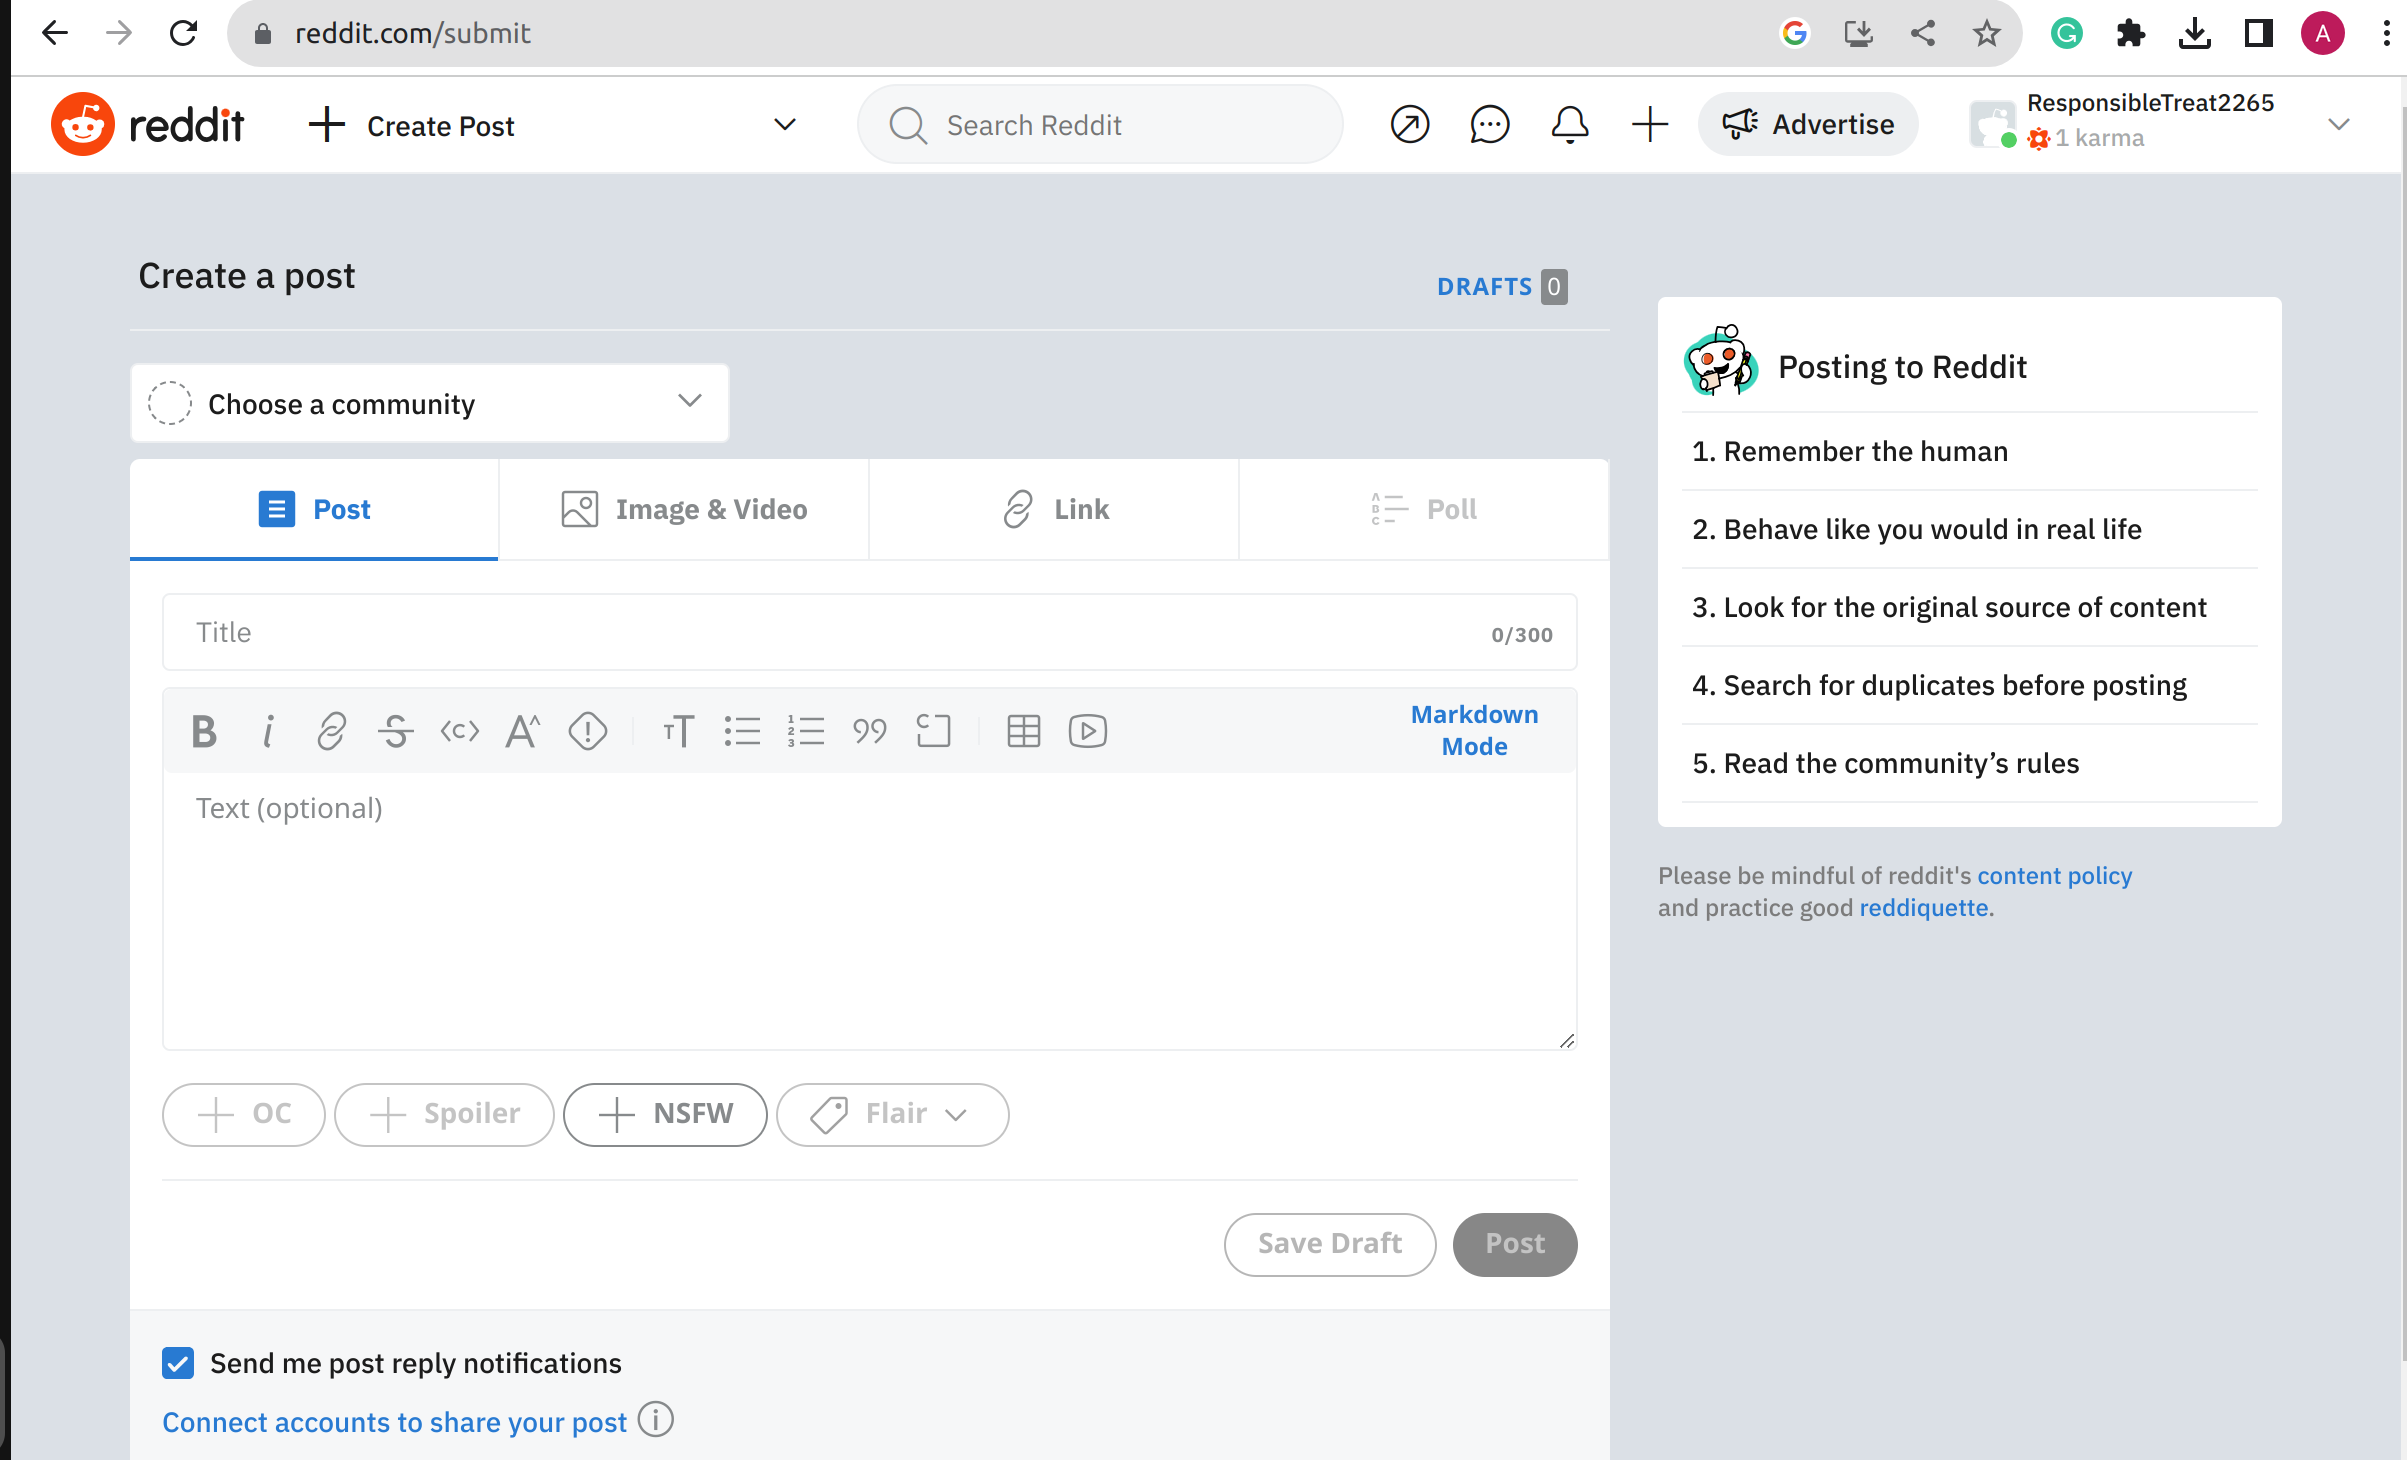 reddit.com/submit
A
reddit
Create Post
Search Reddit
Advertise
ResponsibleTreat2265
1 karma
Create a post
DRAFTS 0
Choose a community
Post
Image & Video
Link
Poll
Title
0/300
Markdown
Mode
Text (optional)
OC
Spoiler
NSFW
Flair
Save Draft
Post
Send me post reply notifications
Connect accounts to share your post
Posting to Reddit
1. Remember the human
2. Behave like you would in real life
3. Look for the original source of content
4. Search for duplicates before posting
5. Read the community’s rules
Please be mindful of reddit's content policy
and practice good reddiquette.